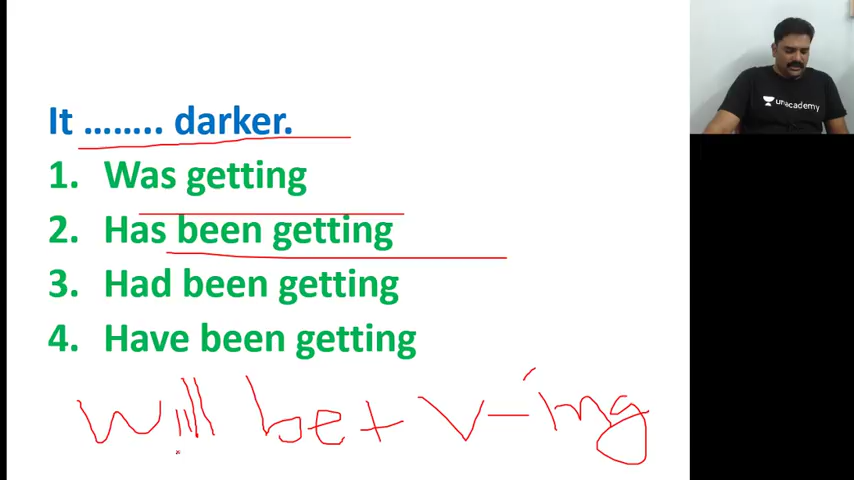 It …….. darker.
1. Was getting
2. Has been getting
3. Had been getting
4. Have been getting
Will be + V-ing
unacademy